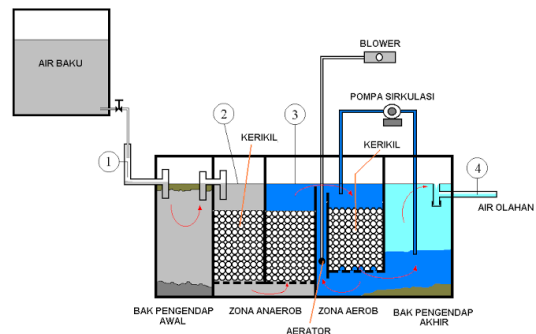 BLOWER
AIR BAKU
POMPA SIRKULASI
2
3
KERIKIL
KERIKIL
1
4
AIR OLAHAN
BAK PENGENDAP
AWAL
ZONA ANAEROB
ZONA AEROB
BAK PENGENDAP
AKHIR
AERATOR